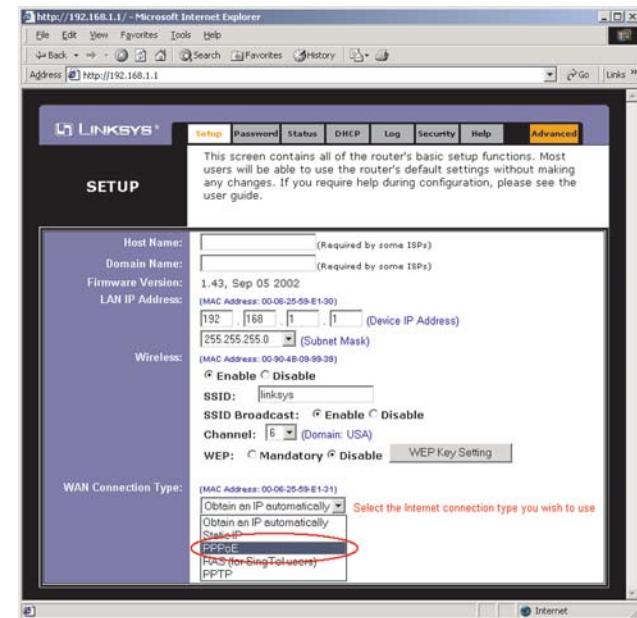 http://192.168.1.1/ - Microsoft Internet Explorer
File Edit View Favorites Tools Help
Back Search Favorites History
Address http://192.168.1.1 Go Links »
LINKSYS® Setup Password Status DHCP Log Security Help Advanced
SETUP
This screen contains all of the router's basic setup functions. Most
users will be able to use the router's default settings without making
any changes. If you require help during configuration, please see the
user guide.
Host Name: (Required by some ISPs)
Domain Name: (Required by some ISPs)
Firmware Version: 1.43, Sep 05 2002
LAN IP Address: (MAC Address: 00-06-25-59-E1-30)
192 . 168 . 1 . 1 (Device IP Address)
255.255.255.0 (Subnet Mask)
Wireless: (MAC Address: 00-90-4B-09-99-39)
Enable Disable
SSID: linksys
SSID Broadcast: Enable Disable
Channel: 6 (Domain: USA)
WEP: Mandatory Disable WEP Key Setting
WAN Connection Type: (MAC Address: 00-06-25-59-E1-31)
Obtain an IP automatically Select the Internet connection type you wish to use
Obtain an IP automatically
Static IP
PPPoE
RAS (for SingTel users)
PPTP
Internet